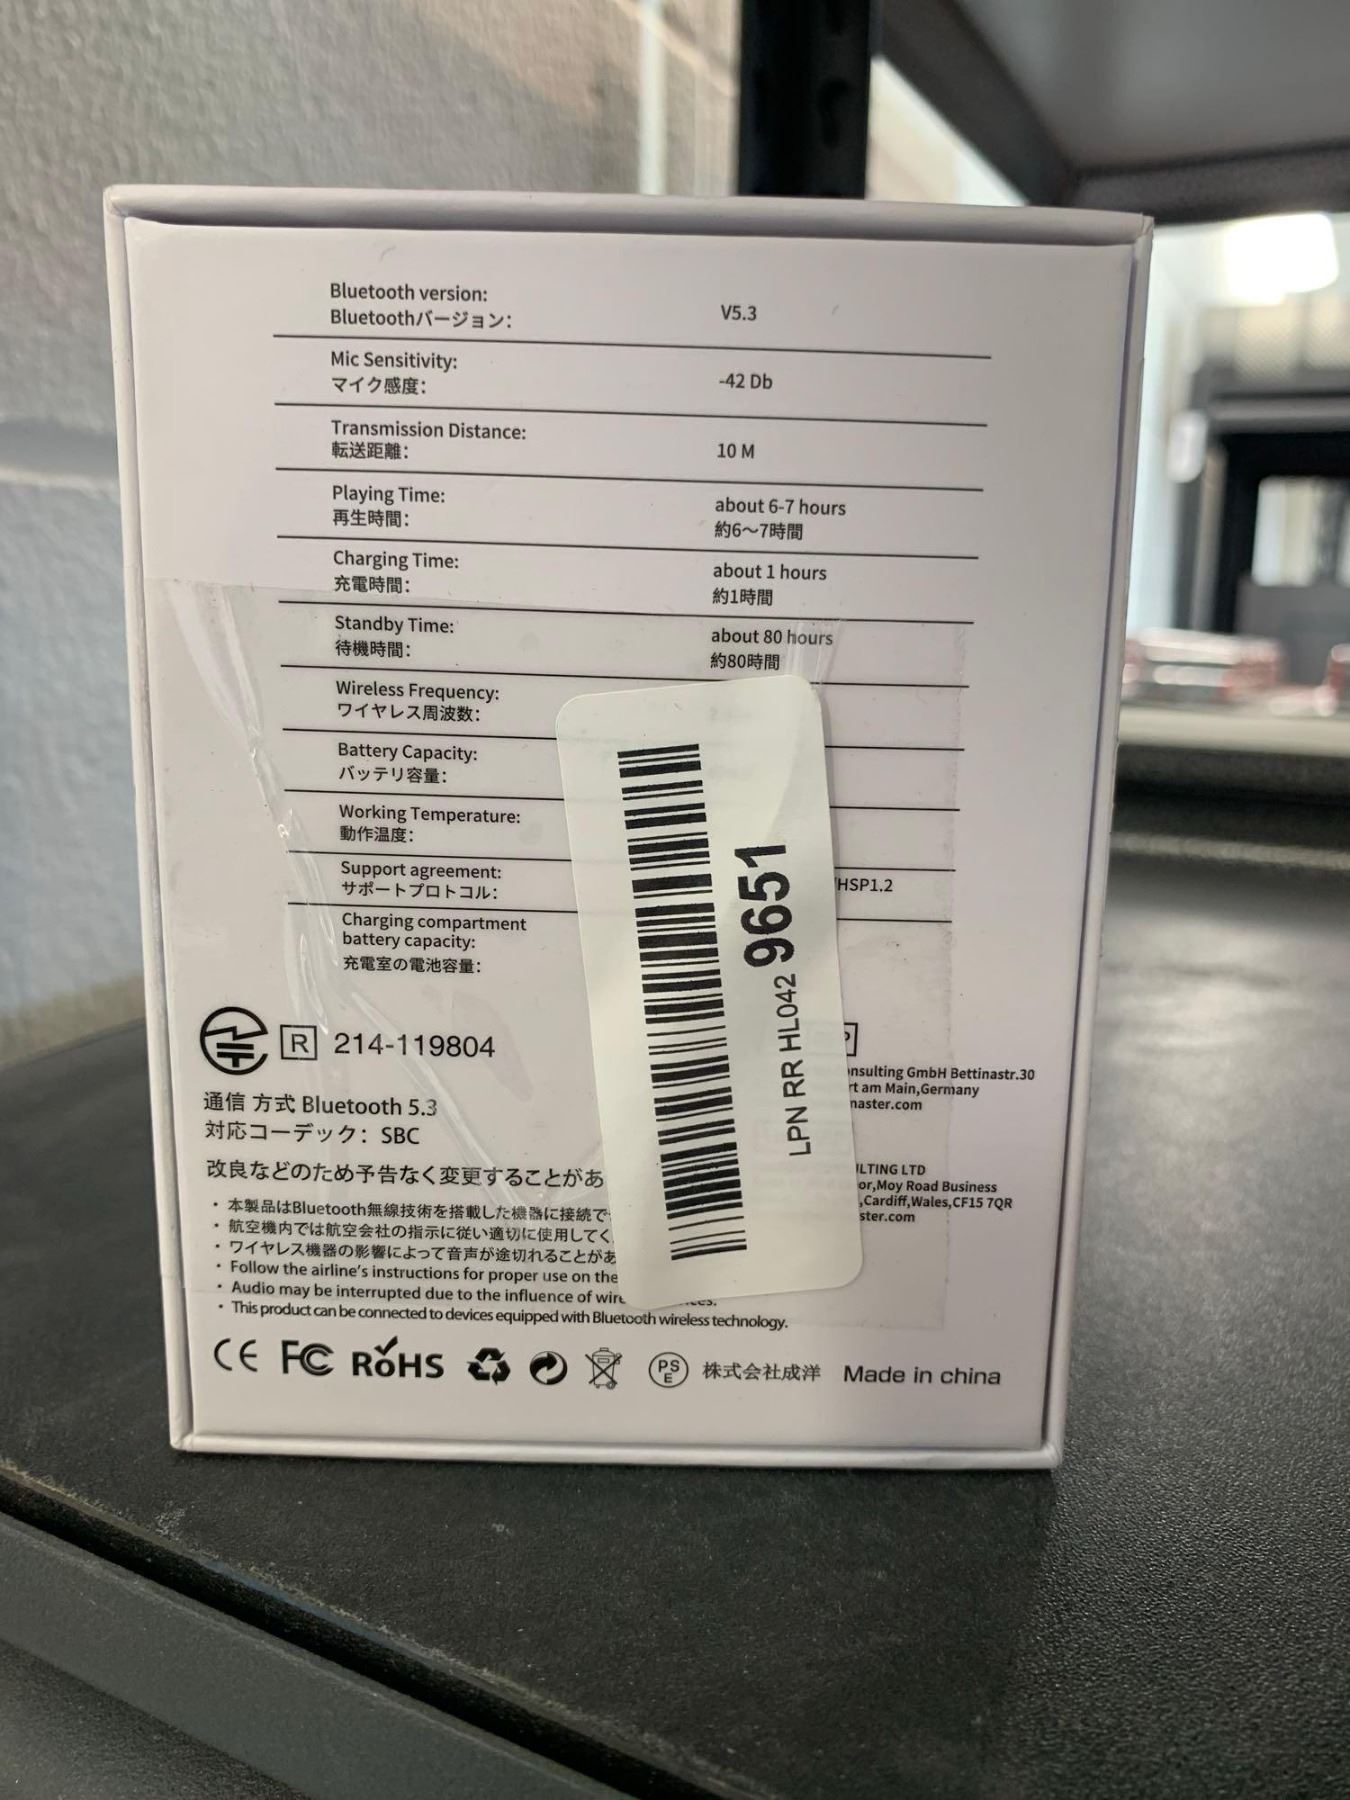 Bluetooth version:
Bluetoothバージョン:
V5.3
Mic Sensitivity:
マイク感度:
-42 Db
Transmission Distance:
転送距離:
10 M
Playing Time:
再生時間:
about 6-7 hours
約6～7時間
Charging Time:
充電時間:
about 1 hours
約1時間
Standby Time:
待機時間:
about 80 hours
約80時間
Wireless Frequency:
ワイヤレス周波数:
Battery Capacity:
バッテリ容量:
Working Temperature:
動作温度:
Support agreement:
サポートプロトコル:
HSP1.2
Charging compartment
battery capacity:
充電室の電池容量:
R 214-119804
通信 方式 Bluetooth 5.3
対応コーデック: SBC
改良などのため予告なく変更することがあ
・本製品はBluetooth無線技術を搭載した機器に接続で
・航空機内では航空会社の指示に従い適切に使用してく
・ワイヤレス機器の影響によって音声が途切れることがあ
・Follow the airline's instructions for proper use on the
・Audio may be interrupted due to the influence of
・This product can be connected to devices equipped with Bluetooth wireless technology.
GmbH Bettinastr.30
am Main,Germany
LTD
Moy Road Business
,Cardiff,Wales,CF15 7QR
LPN RR HL042 9651
CE FC RoHS PSE 株式会社成洋 Made in china